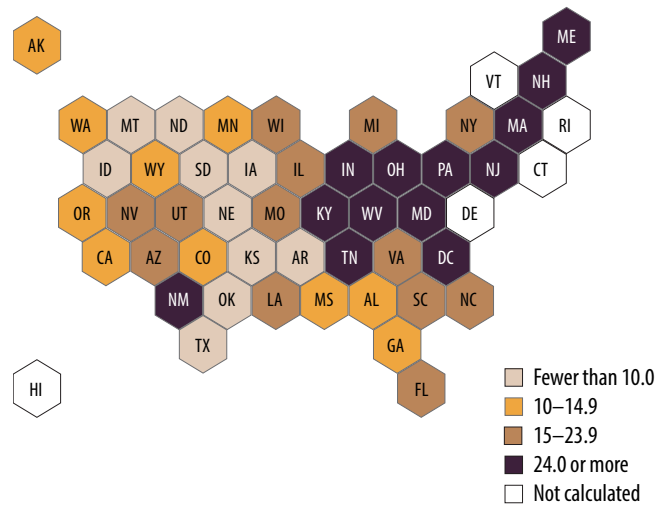 ME
AK
VT NH
WA MT ND MN WI MI NY MA RI
ID WY SD IA IL IN OH PA NJ CT
OR NV UT NE MO KY WV MD DE
CA AZ CO KS AR TN VA DC
NM OK LA MS AL SC NC
TX GA
HI FL
Fewer than 10.0
10–14.9
15–23.9
24.0 or more
Not calculated